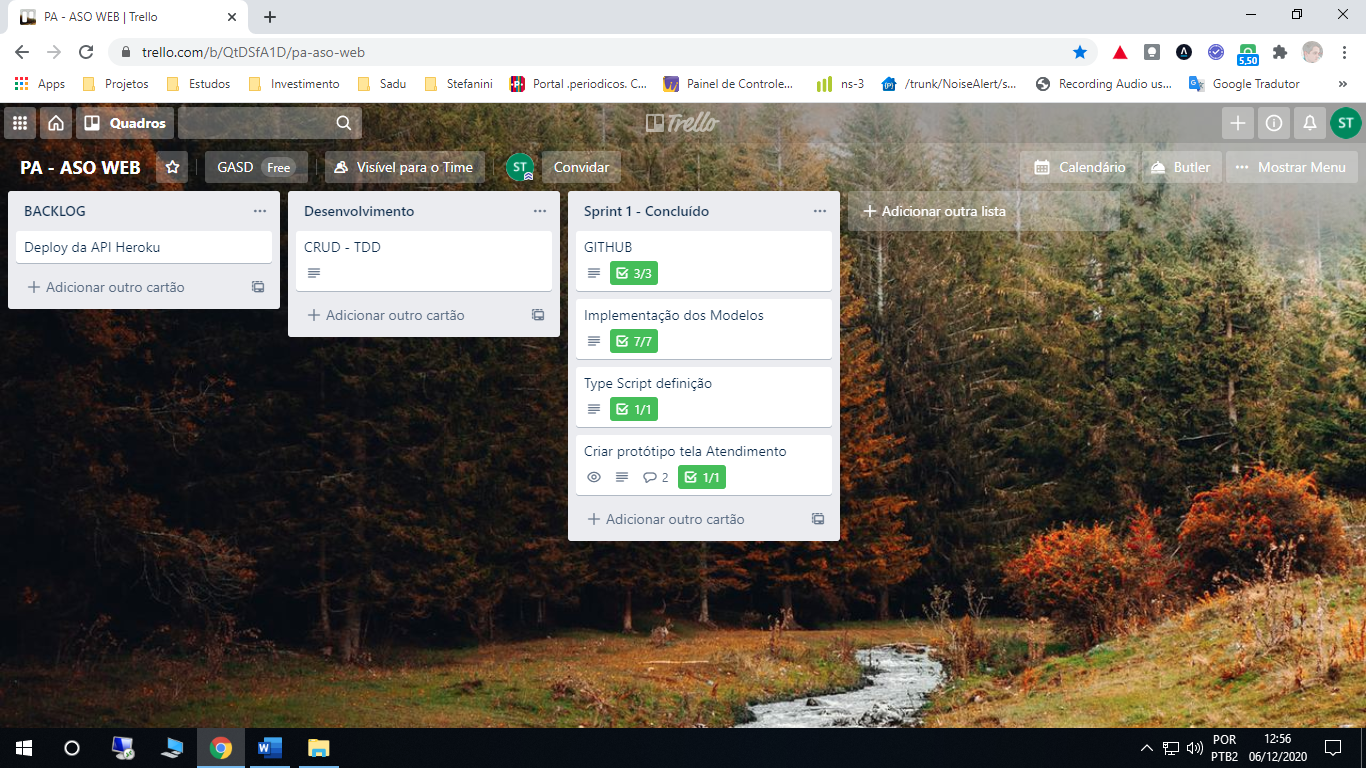 PA - ASO WEB | Trello
trello.com/b/QtDSfA1D/pa-aso-web
5,50
Apps Projetos Estudos Investimento Sadu Stefanini Portal .periodicos. C... Painel de Controle... ns-3 /trunk/NoiseAlert/s... Recording Audio us... Google Tradutor »
Quadros Trello ST
PA - ASO WEB GASD Free Visível para o Time ST Convidar Calendário Butler Mostrar Menu
BACKLOG
Deploy da API Heroku
Adicionar outro cartão
Desenvolvimento
CRUD - TDD
Adicionar outro cartão
Sprint 1 - Concluído
GITHUB
3/3
Implementação dos Modelos
7/7
Type Script definição
1/1
Criar protótipo tela Atendimento
2 1/1
Adicionar outro cartão
Adicionar outra lista
POR
PTB2
12:56
06/12/2020